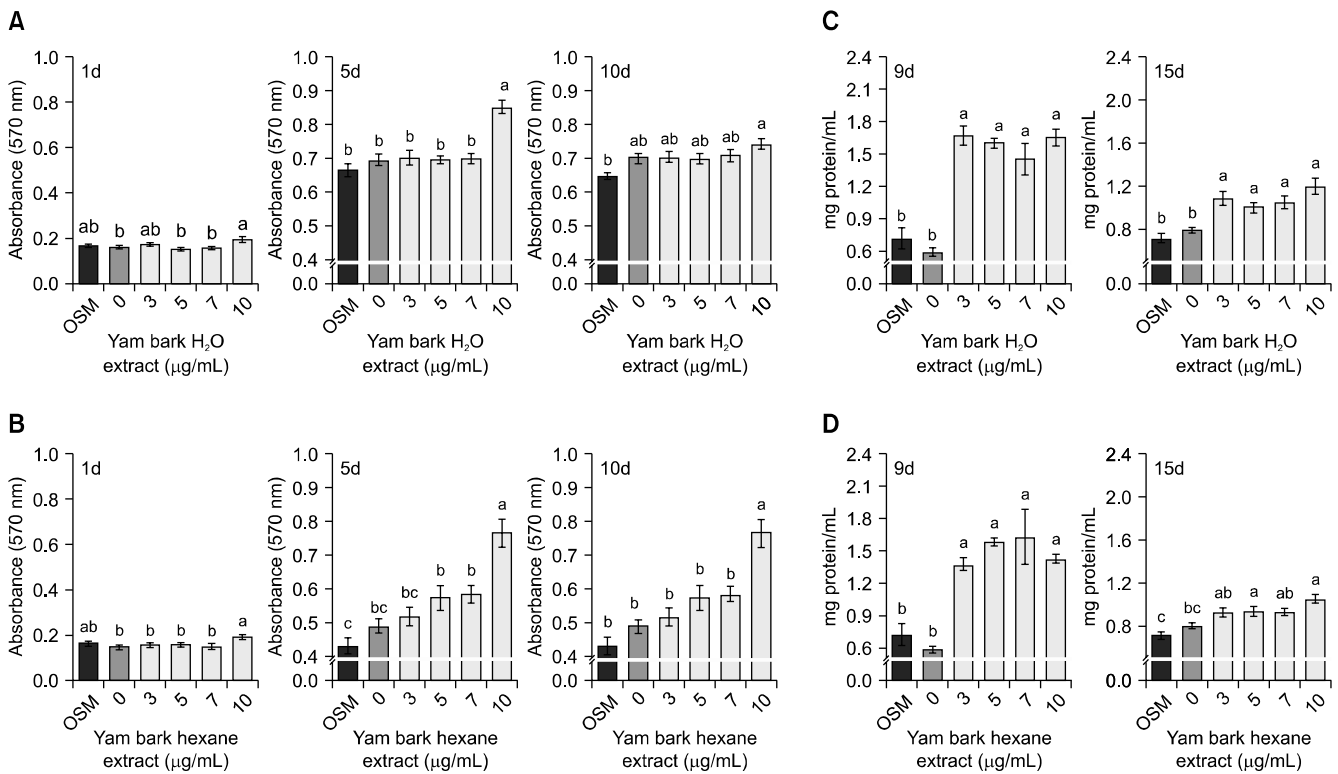 A
1d
Absorbance (570 nm)
1.0
0.8
0.6
0.4
0.2
0.0
ab b ab b b a
OSM 0 3 5 7 10
Yam bark H₂O
extract (μg/mL)
5d
Absorbance (570 nm)
1.0
0.9
0.8
0.7
0.6
0.5
0.4
0.0
b b b b b a
OSM 0 3 5 7 10
Yam bark H₂O
extract (μg/mL)
10d
Absorbance (570 nm)
1.0
0.9
0.8
0.7
0.6
0.5
0.4
0.0
b ab ab ab ab a
OSM 0 3 5 7 10
Yam bark H₂O
extract (μg/mL)
C
9d
mg protein/mL
2.4
2.1
1.8
1.5
1.2
0.9
0.6
0.0
b b a a a a
OSM 0 3 5 7 10
Yam bark H₂O
extract (μg/mL)
15d
mg protein/mL
2.4
2.0
1.6
1.2
0.8
0.0
b b a a a a
OSM 0 3 5 7 10
Yam bark H₂O
extract (μg/mL)
B
1d
Absorbance (570 nm)
1.0
0.8
0.6
0.4
0.2
0.0
ab b b b b a
OSM 0 3 5 7 10
Yam bark hexane
extract (μg/mL)
5d
Absorbance (570 nm)
1.0
0.9
0.8
0.7
0.6
0.5
0.4
0.0
c bc bc b b a
OSM 0 3 5 7 10
Yam bark hexane
extract (μg/mL)
10d
Absorbance (570 nm)
1.0
0.9
0.8
0.7
0.6
0.5
0.4
0.0
b b b b b a
OSM 0 3 5 7 10
Yam bark hexane
extract (μg/mL)
D
9d
mg protein/mL
2.4
2.1
1.8
1.5
1.2
0.9
0.6
0.0
b b a a a a
OSM 0 3 5 7 10
Yam bark hexane
extract (μg/mL)
15d
mg protein/mL
2.4
2.0
1.6
1.2
0.8
0.0
c bc ab a ab a
OSM 0 3 5 7 10
Yam bark hexane
extract (μg/mL)